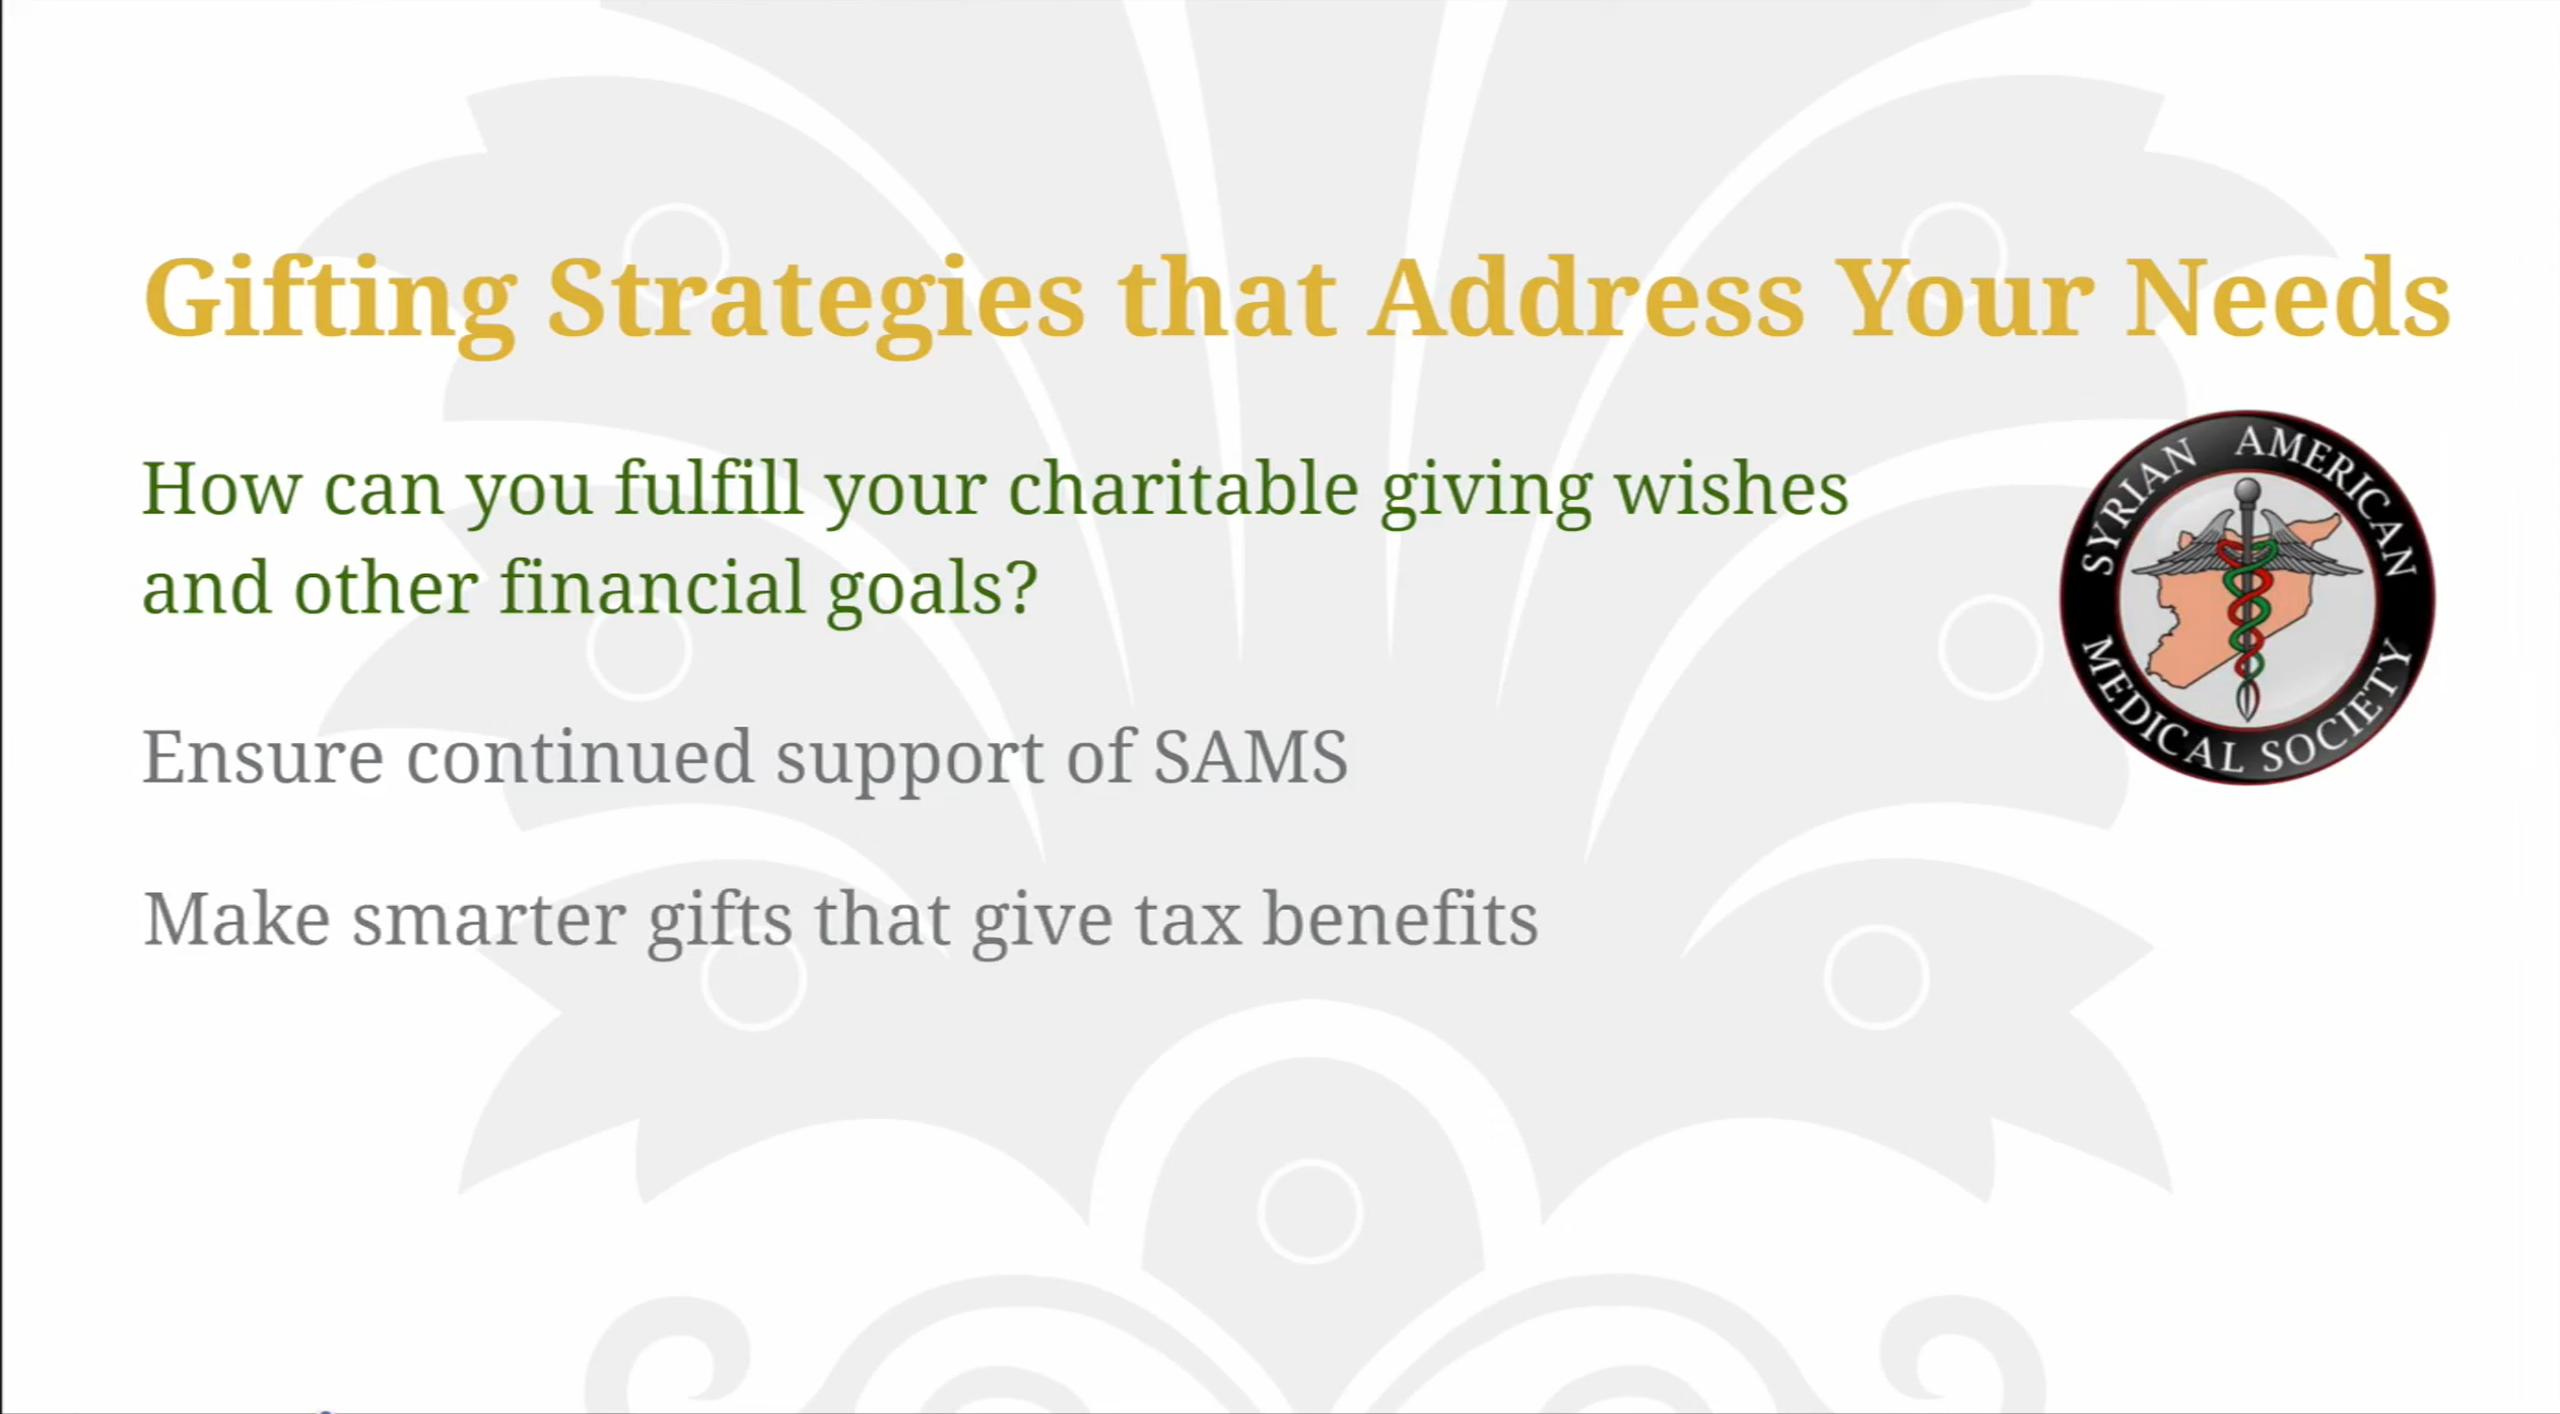 Gifting Strategies that Address Your Needs
How can you fulfill your charitable giving wishes
and other financial goals?
SYRIAN AMERICAN
MEDICAL SOCIETY
Ensure continued support of SAMS
Make smarter gifts that give tax benefits